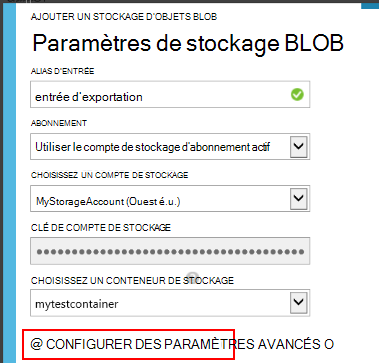 AJOUTER UN STOCKAGE D'OBJETS BLOB
Paramètres de stockage BLOB
ALIAS D'ENTRÉE
entrée d'exportation
ABONNEMENT
Utiliser le compte de stockage d'abonnement actif
CHOISISSEZ UN COMPTE DE STOCKAGE
MyStorageAccount (Ouest é.u.)
CLÉ DE COMPTE DE STOCKAGE
CHOISISSEZ UN CONTENEUR DE STOCKAGE
mytestcontainer
@ CONFIGURER DES PARAMÈTRES AVANCÉS O